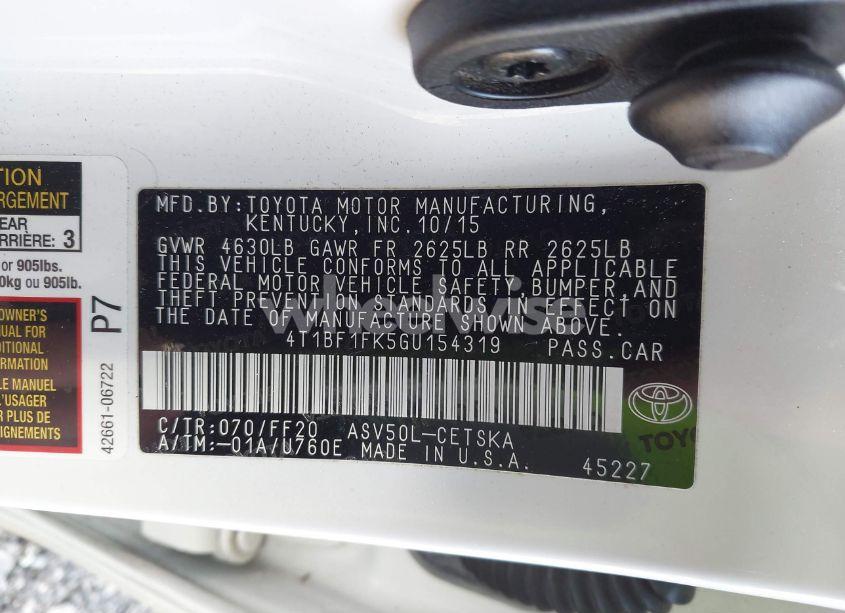 TION
RGEMENT
EAR
RRIÈRE: 3
or 905lbs.
0kg ou 905lb.
OWNER'S
NUAL FOR
DITIONAL
RMATION
LE MANUEL
L'USAGER
R PLUS DE
EIGNEMENTS
42661-06722
P7
MFD.BY:TOYOTA MOTOR MANUFACTURING,
KENTUCKY,INC.10/15
GVWR 4630LB GAWR FR 2625LB RR 2625LB
THIS VEHICLE CONFORMS TO ALL APPLICABLE
FEDERAL MOTOR VEHICLE SAFETY,BUMPER,AND
THEFT PREVENTION STANDARDS IN EFFECT ON
THE DATE OF MANUFACTURE SHOWN ABOVE.
4T1BF1FK5GU154319 PASS.CAR
C/TR:070/FF20 ASV50L-CETSKA
A/TM:-01A/U760E MADE IN U.S.A.
45227
TOYO
wheelwise